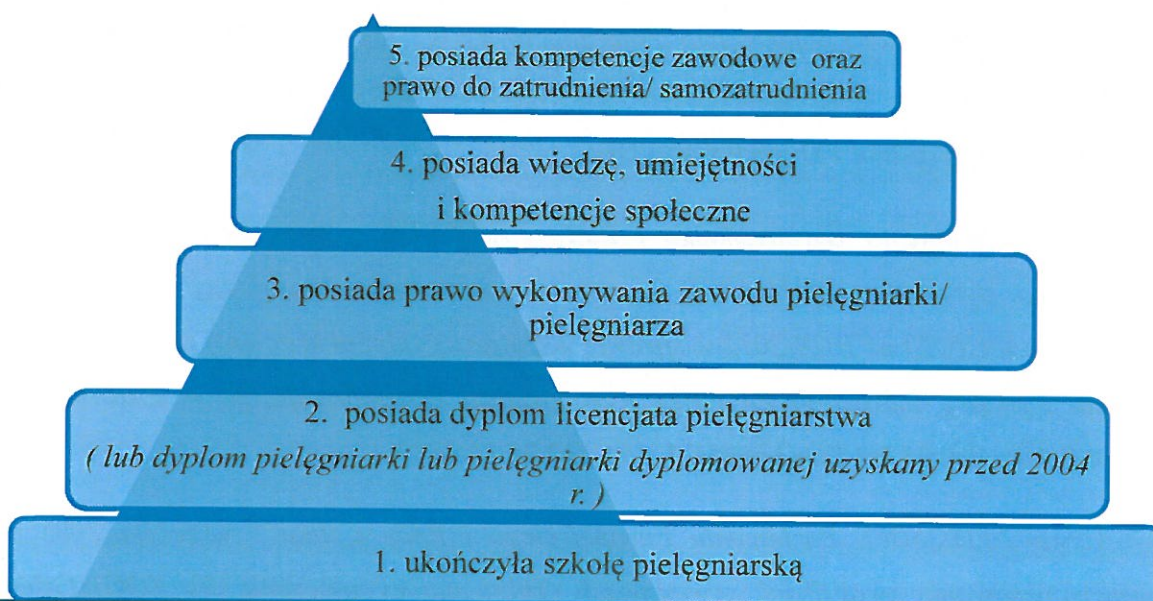 5. posiada kompetencje zawodowe oraz
prawo do zatrudnienia/ samozatrudnienia
4. posiada wiedzę, umiejętności
i kompetencje społeczne
3. posiada prawo wykonywania zawodu pielęgniarki/
pielęgniarza
2. posiada dyplom licencjata pielęgniarstwa
( lub dyplom pielęgniarki lub pielęgniarki dyplomowanej uzyskany przed 2004
r. )
1. ukończyła szkołę pielęgniarską